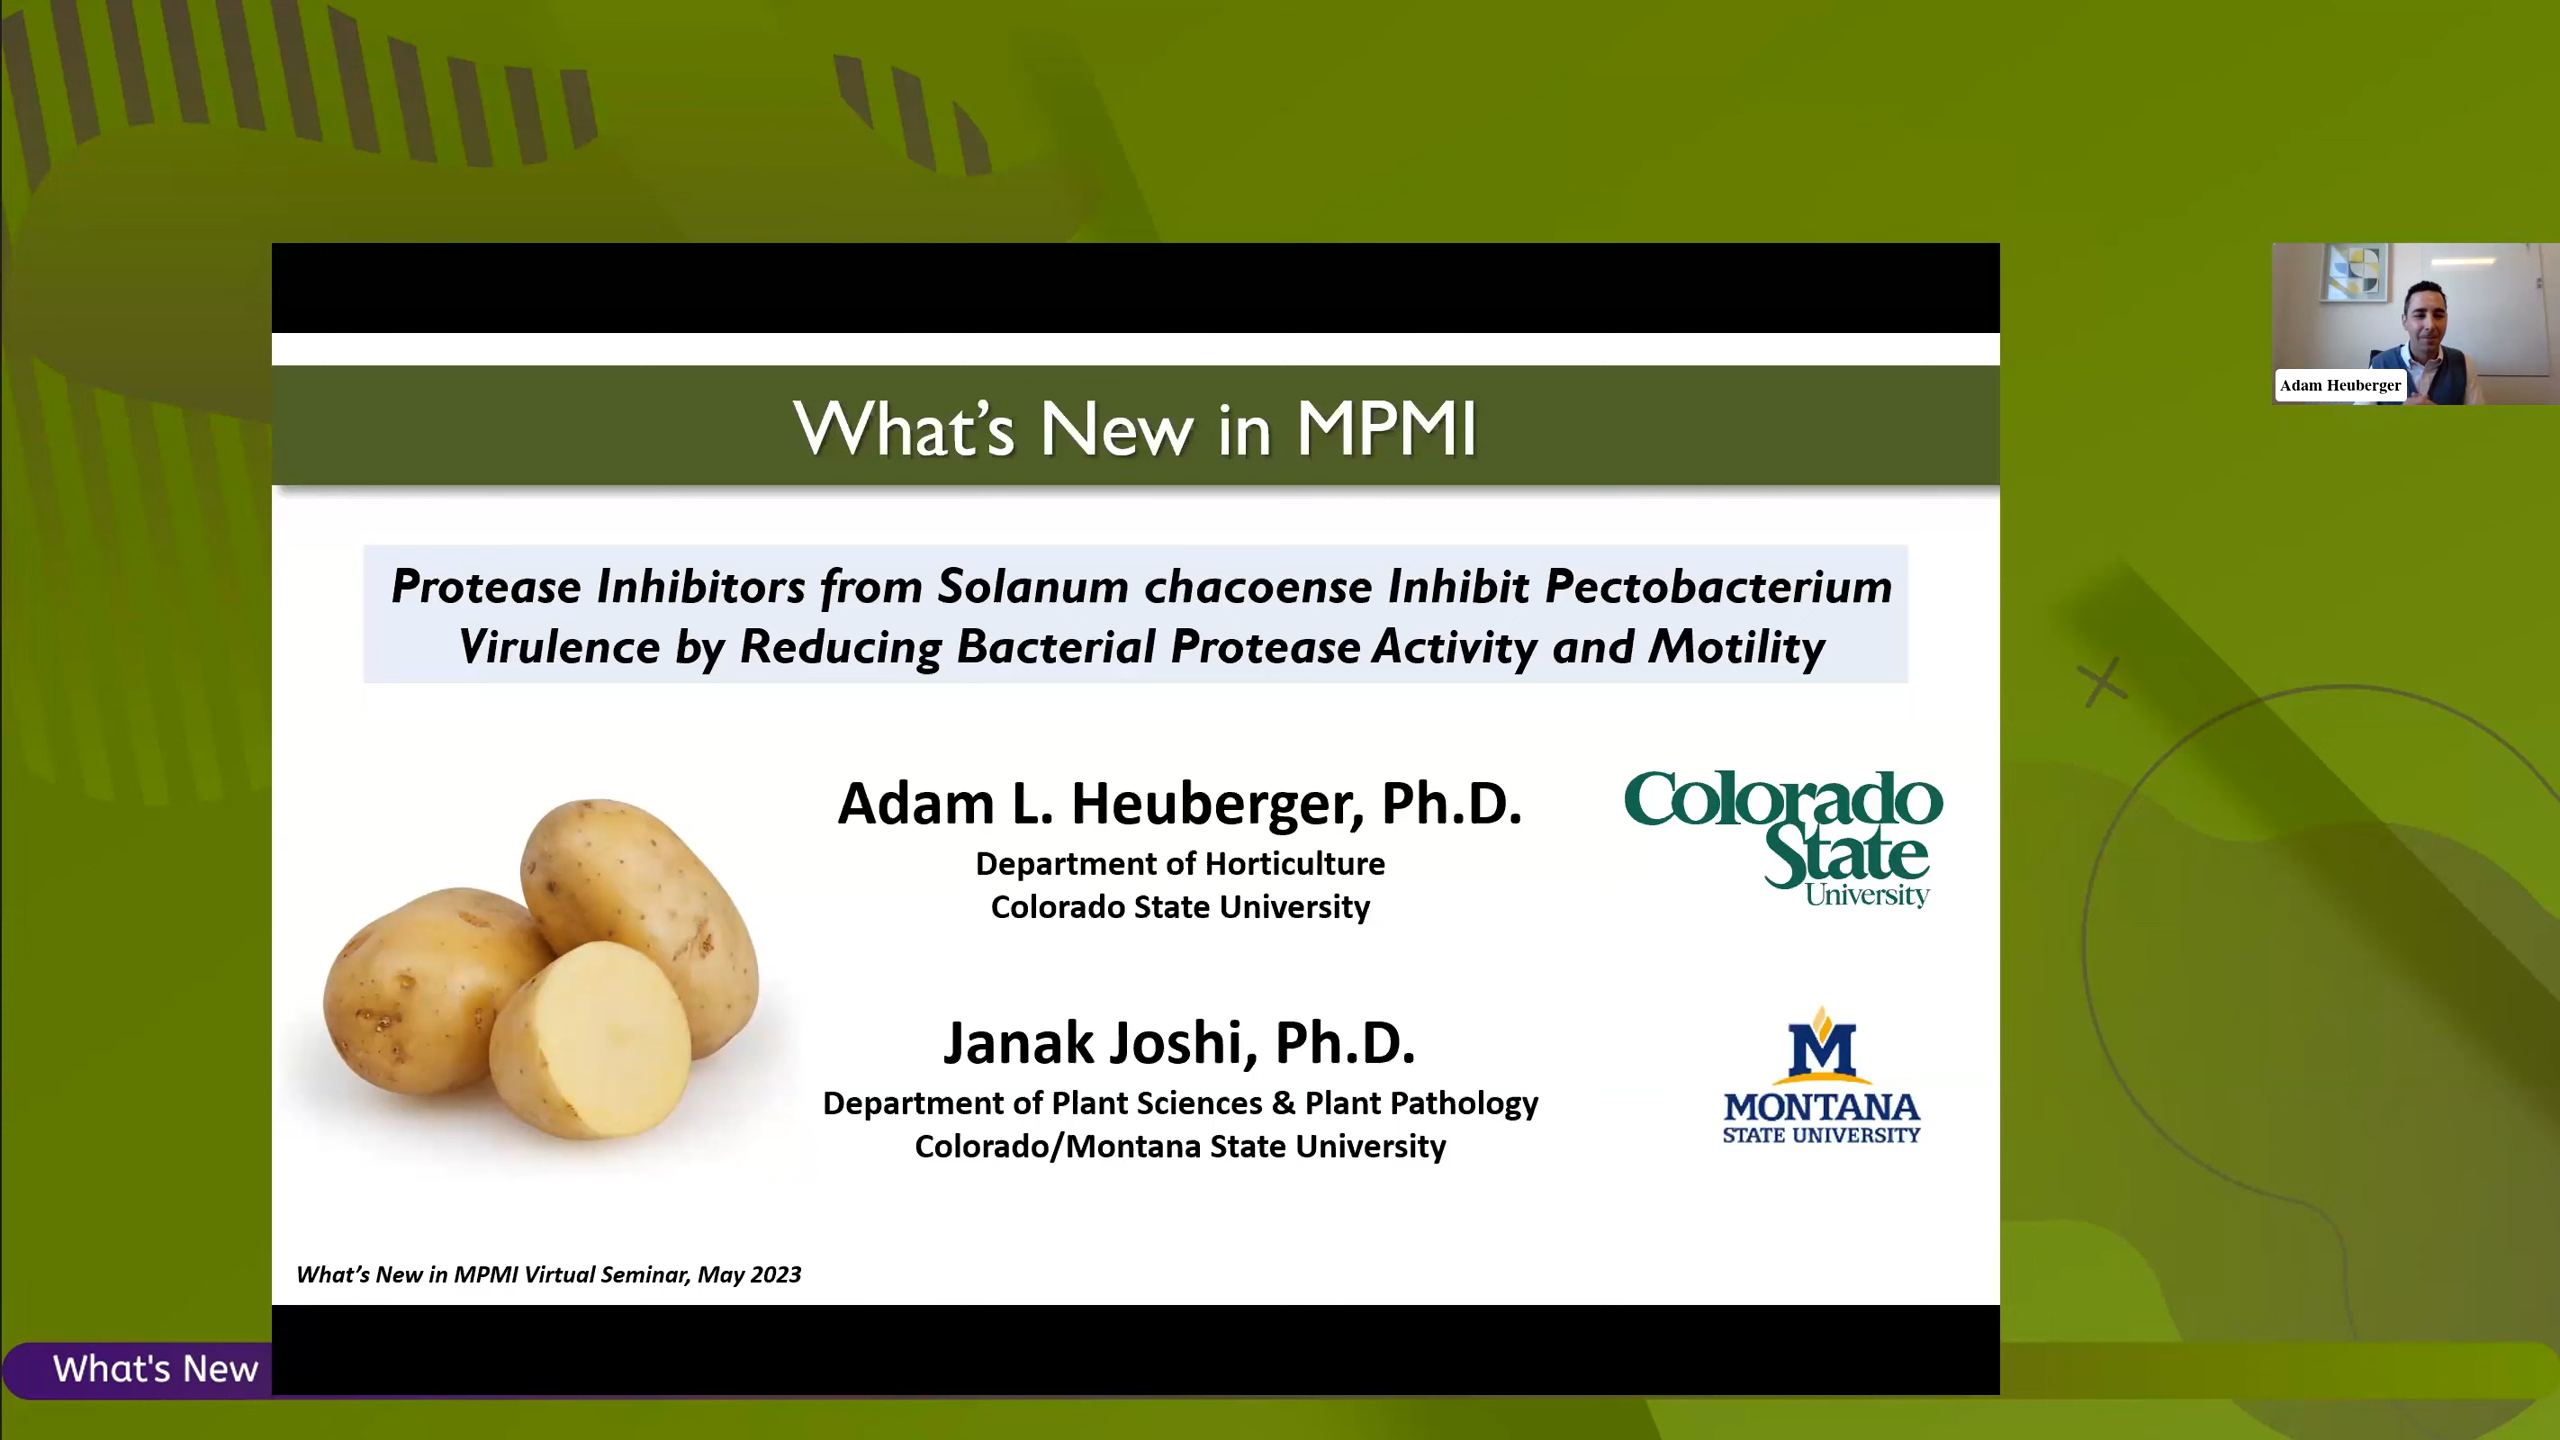 What's New in MPMI
Protease Inhibitors from Solanum chacoense Inhibit Pectobacterium
Virulence by Reducing Bacterial Protease Activity and Motility
Adam L. Heuberger, Ph.D.
Department of Horticulture
Colorado State University
Colorado
State
University
Janak Joshi, Ph.D.
Department of Plant Sciences & Plant Pathology
Colorado/Montana State University
M
MONTANA
STATE UNIVERSITY
What's New in MPMI Virtual Seminar, May 2023
What's New
Adam Heuberger